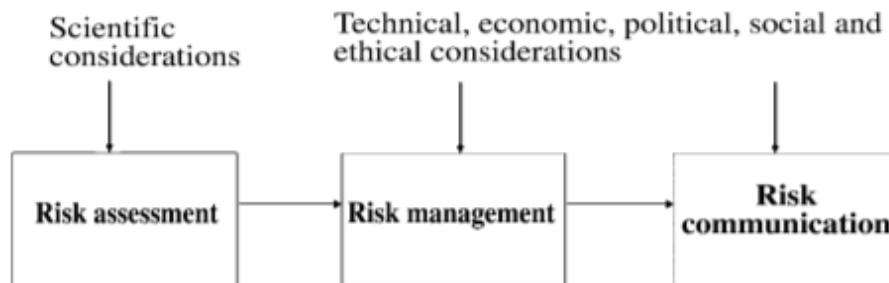 Scientific
considerations
Technical, economic, political, social and
ethical considerations
Risk assessment
Risk management
Risk
communication